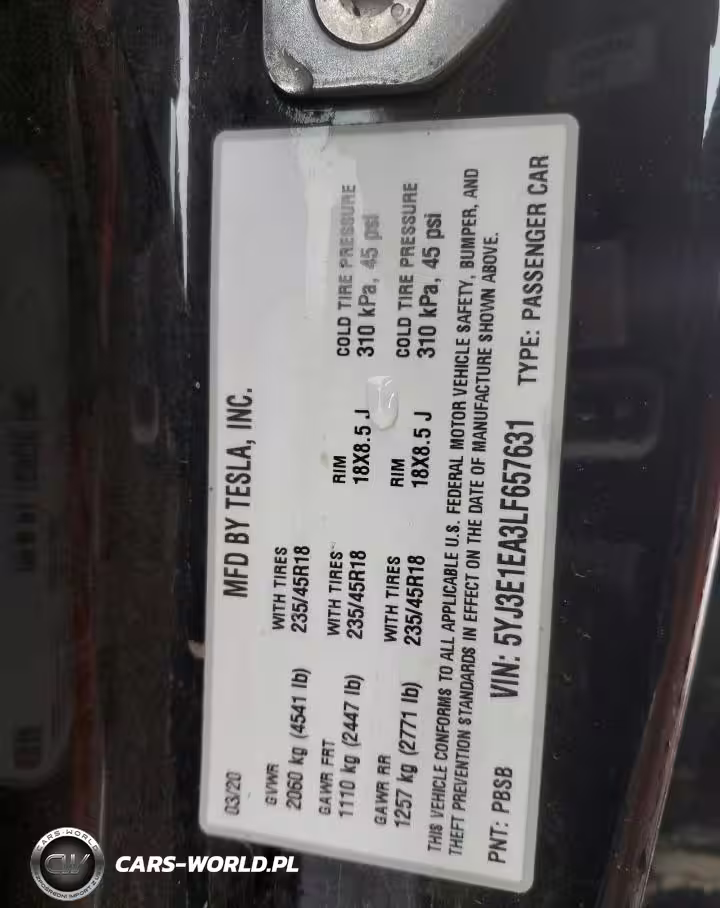 MFD BY TESLA, INC.
03/20
GVWR
2060 kg (4541 lb)
WITH TIRES
235/45R18
GAWR FRT
1110 kg (2447 lb)
WITH TIRES
235/45R18
RIM
18X8.5 J
COLD TIRE PRESSURE
310 kPa, 45 psi
GAWR RR
1257 kg (2771 lb)
WITH TIRES
235/45R18
RIM
18X8.5 J
COLD TIRE PRESSURE
310 kPa, 45 psi
THIS VEHICLE CONFORMS TO ALL APPLICABLE U.S. FEDERAL MOTOR VEHICLE SAFETY, BUMPER, AND
THEFT PREVENTION STANDARDS IN EFFECT ON THE DATE OF MANUFACTURE SHOWN ABOVE.
PNT: PBSB VIN: 5YJ3E1EA3LF657631 TYPE: PASSENGER CAR
CARS-WORLD
CW
CARS-WORLD.PL